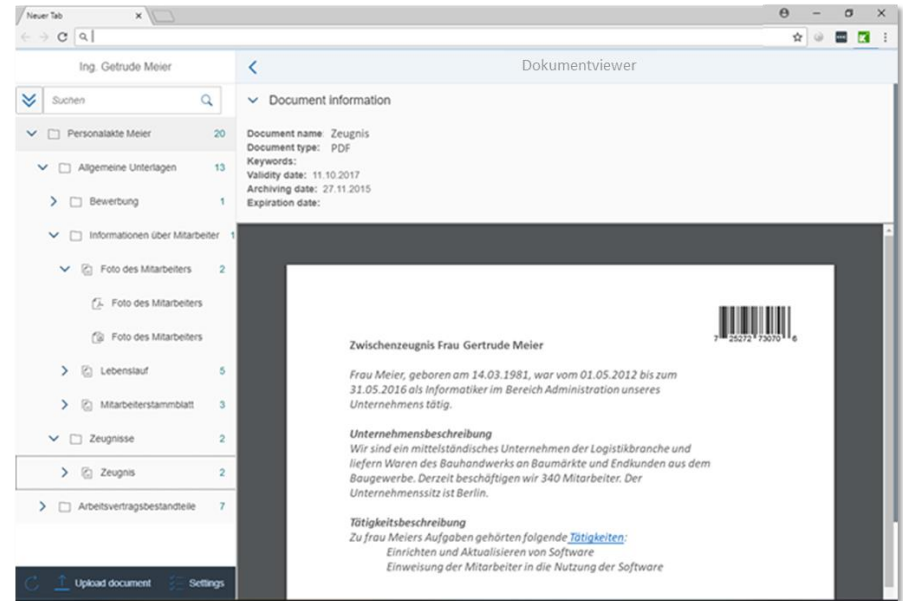 Neuer Tab
Ing. Getrude Meier
Dokumentviewer
Suchen
Document information
Personalakte Meier 20
Allgemeine Unterlagen 13
Bewerbung 1
Informationen über Mitarbeiter 1
Foto des Mitarbeiters 2
Foto des Mitarbeiters
Foto des Mitarbeiters
Lebenslauf 5
Mitarbeiterstammblatt 3
Zeugnisse 2
Zeugnis 2
Arbeitsvertragsbestandteile 7
Upload document Settings
Document name: Zeugnis
Document type: PDF
Keywords:
Validity date: 11.10.2017
Archiving date: 27.11.2015
Expiration date:
7 25272 73070 6
Zwischenzeugnis Frau Gertrude Meier
Frau Meier, geboren am 14.03.1981, war vom 01.05.2012 bis zum
31.05.2016 als Informatiker im Bereich Administration unseres
Unternehmens tätig.
Unternehmensbeschreibung
Wir sind ein mittelständisches Unternehmen der Logistikbranche und
liefern Waren des Bauhandwerks an Baumärkte und Endkunden aus dem
Baugewerbe. Derzeit beschäftigen wir 340 Mitarbeiter. Der
Unternehmenssitz ist Berlin.
Tätigkeitsbeschreibung
Zu frau Meiers Aufgaben gehörten folgende Tätigkeiten:
Einrichten und Aktualisieren von Software
Einweisung der Mitarbeiter in die Nutzung der Software